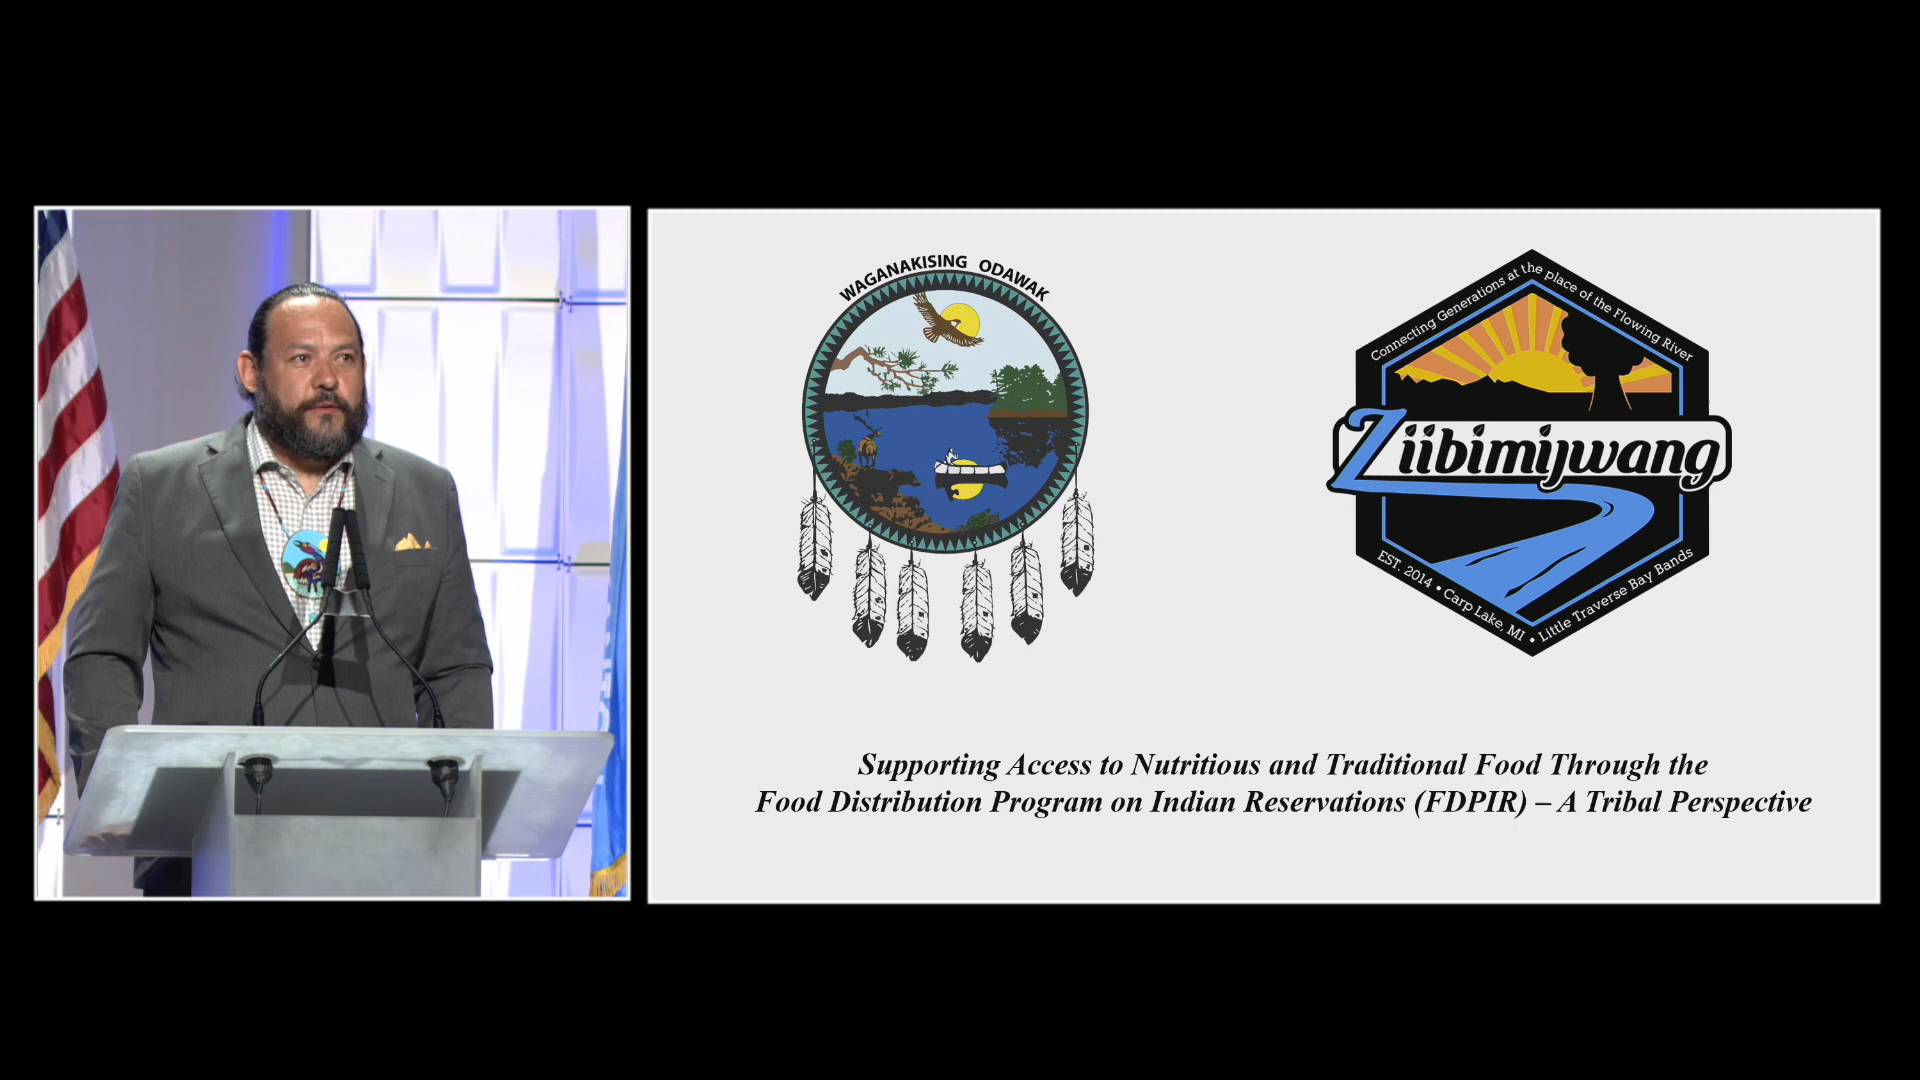 WAGANAKISING ODAWAK
Connecting Generations at the place of the Flowing River
Ziibimijwang
EST. 2014 • Carp Lake, MI • Little Traverse Bay Bands
Supporting Access to Nutritious and Traditional Food Through the
Food Distribution Program on Indian Reservations (FDPIR) – A Tribal Perspective